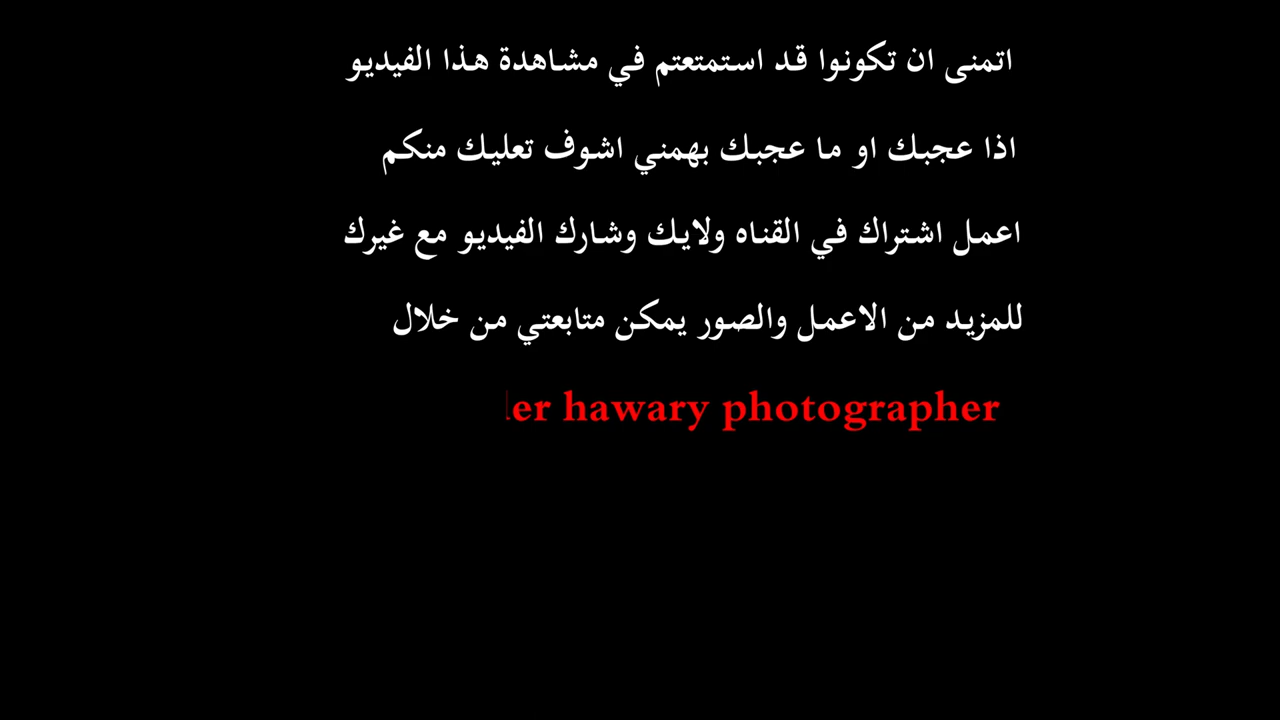 اتمنى ان تكونوا قد استمتعتم في مشاهدة هذا الفيديو
اذا عجبك او ما عجبك بهمني اشوف تعليك منكم
اعمل اشتراك في القناه ولايك وشارك الفيديو مع غيرك
للمزيد من الاعمل والصور يمكن متابعتي من خلال
hawary photographer